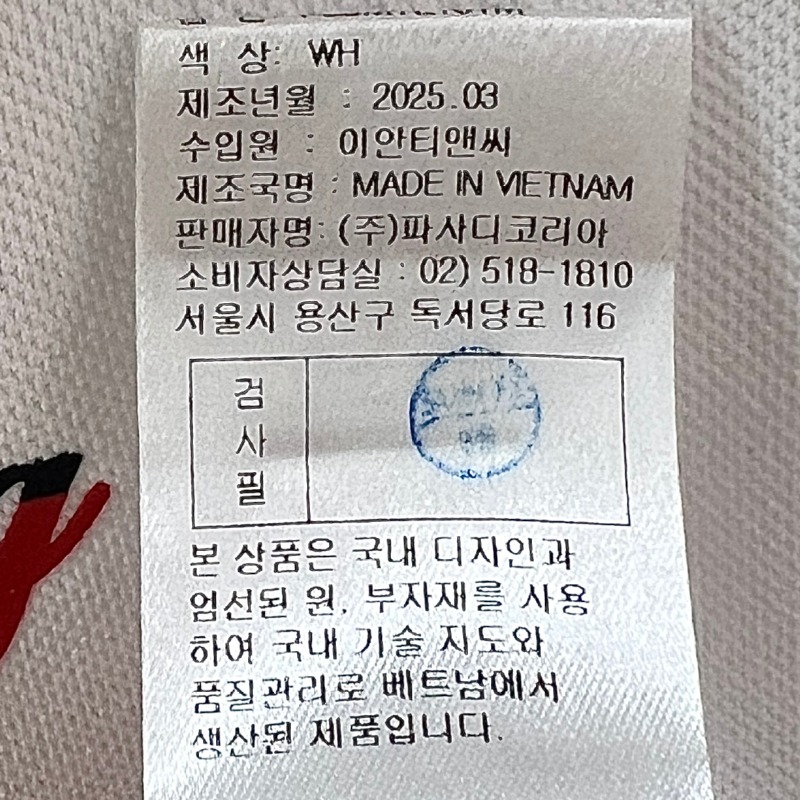 색 상: WH
제조년월 : 2025.03
수입원 : 이안티앤씨
제조국명 : MADE IN VIETNAM
판매자명: (주)파사디코리아
소비자상담실 : 02) 518-1810
서울시 용산구 독서당로 116
검
사
필
본 상품은 국내 디자인과
엄선된 원, 부자재를 사용
하여 국내 기술 지도와
품질관리로 베트남에서
생산된 제품입니다.